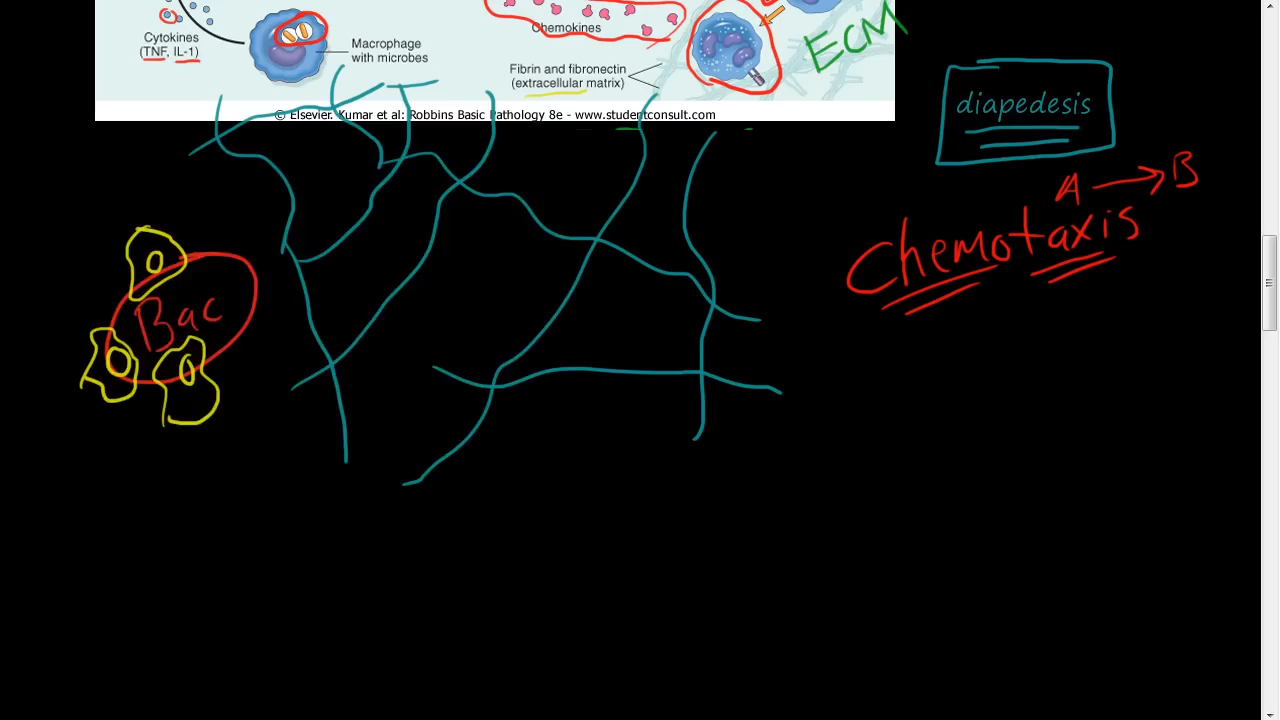 Cytokines
(TNF, IL-1)
Macrophage
with microbes
Chemokines
Fibrin and fibronectin
(extracellular matrix)
ECM
© Elsevier. Kumar et al: Robbins Basic Pathology 8e - www.studentconsult.com
diapedesis
A → B
Chemotaxis
Bac